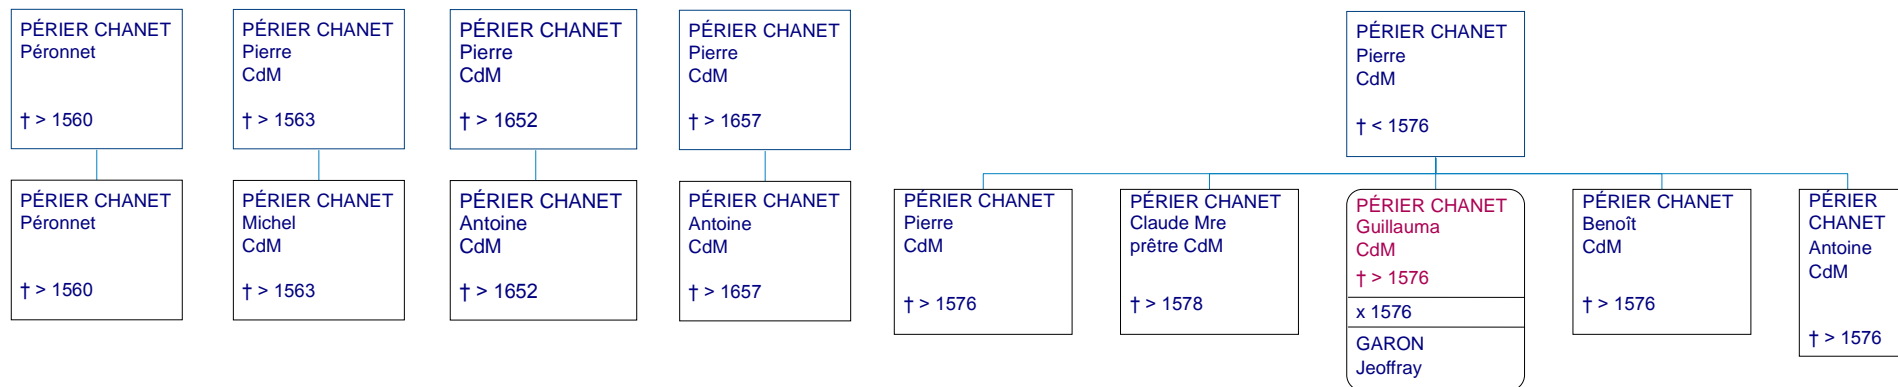 PÉRIER CHANET
Péronnet
† > 1560
PÉRIER CHANET
Pierre
CdM
† > 1563
PÉRIER CHANET
Pierre
CdM
† > 1652
PÉRIER CHANET
Pierre
CdM
† > 1657
PÉRIER CHANET
Pierre
CdM
† < 1576
PÉRIER CHANET
Péronnet
† > 1560
PÉRIER CHANET
Michel
CdM
† > 1563
PÉRIER CHANET
Antoine
CdM
† > 1652
PÉRIER CHANET
Antoine
CdM
† > 1657
PÉRIER CHANET
Pierre
CdM
† > 1576
PÉRIER CHANET
Claude Mre
prêtre CdM
† > 1578
PÉRIER CHANET
Guillauma
CdM
† > 1576
x 1576
GARON
Jeoffray
PÉRIER CHANET
Benoît
CdM
† > 1576
PÉRIER
CHANET
Antoine
CdM
† > 1576